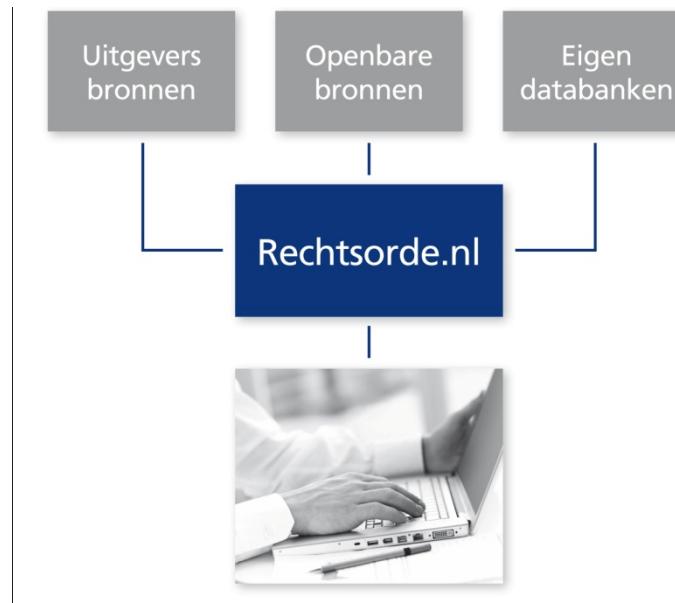 Uitgevers
bronnen
Openbare
bronnen
Eigen
databanken
Rechtsorde.nl